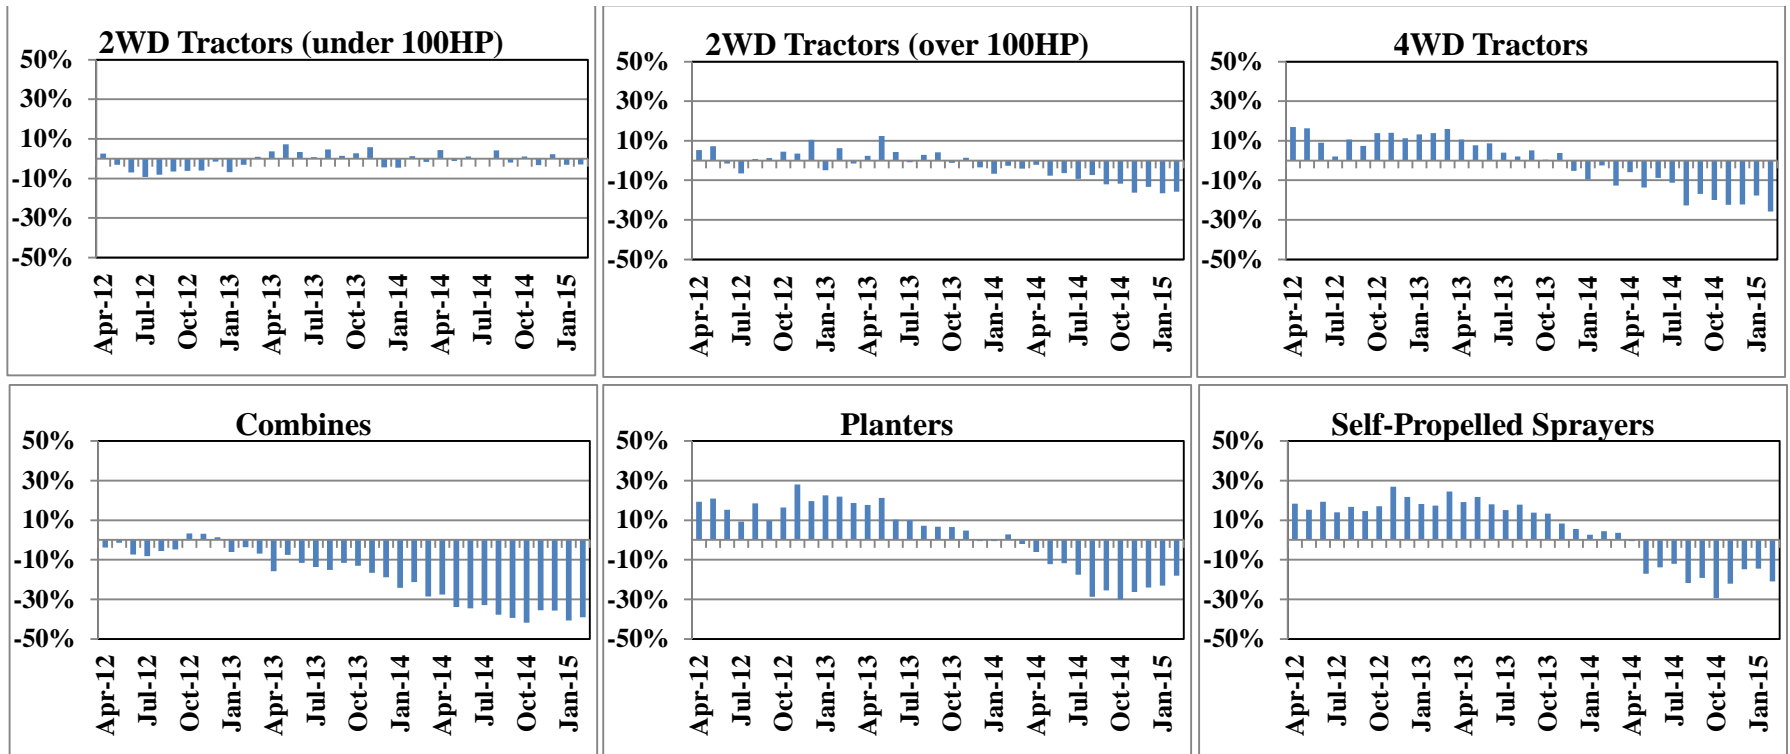 2WD Tractors (under 100HP)
50%
30%
10%
-10%
-30%
-50%
Apr-12
Jul-12
Oct-12
Jan-13
Apr-13
Jul-13
Oct-13
Jan-14
Apr-14
Jul-14
Oct-14
Jan-15
2WD Tractors (over 100HP)
50%
30%
10%
-10%
-30%
-50%
Apr-12
Jul-12
Oct-12
Jan-13
Apr-13
Jul-13
Oct-13
Jan-14
Apr-14
Jul-14
Oct-14
Jan-15
4WD Tractors
50%
30%
10%
-10%
-30%
-50%
Apr-12
Jul-12
Oct-12
Jan-13
Apr-13
Jul-13
Oct-13
Jan-14
Apr-14
Jul-14
Oct-14
Jan-15
Combines
50%
30%
10%
-10%
-30%
-50%
Apr-12
Jul-12
Oct-12
Jan-13
Apr-13
Jul-13
Oct-13
Jan-14
Apr-14
Jul-14
Oct-14
Jan-15
Planters
50%
30%
10%
-10%
-30%
-50%
Apr-12
Jul-12
Oct-12
Jan-13
Apr-13
Jul-13
Oct-13
Jan-14
Apr-14
Jul-14
Oct-14
Jan-15
Self-Propelled Sprayers
50%
30%
10%
-10%
-30%
-50%
Apr-12
Jul-12
Oct-12
Jan-13
Apr-13
Jul-13
Oct-13
Jan-14
Apr-14
Jul-14
Oct-14
Jan-15